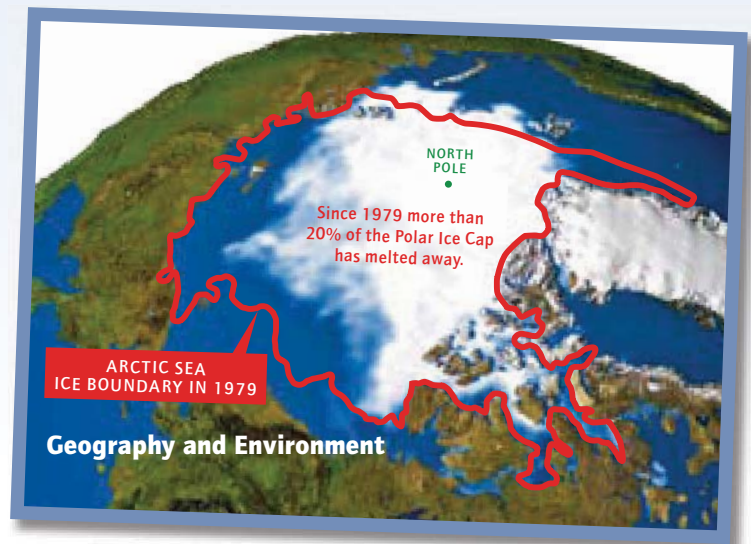 NORTH
POLE
Since 1979 more than
20% of the Polar Ice Cap
has melted away.
ARCTIC SEA
ICE BOUNDARY IN 1979
Geography and Environment